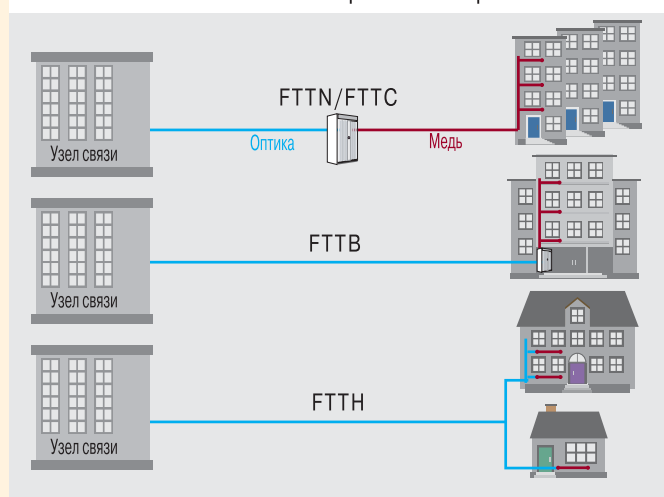 FTTN/FTTC
Оптика
Медь
Узел связи
FTTB
Узел связи
FTTH
Узел связи